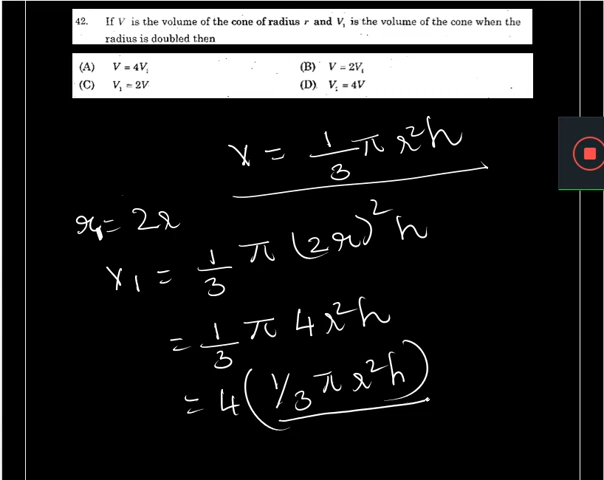 42. If V is the volume of the cone of radius r and V₁ is the volume of the cone when the
radius is doubled then
(A) V = 4V₁ (B) V = 2V₁
(C) V₁ = 2V (D) V₁ = 4V
V = 1/3 π r²h
r₁ = 2r
V₁ = 1/3 π (2r)² h
= 1/3 π 4r²h
= 4(1/3 π r²h)